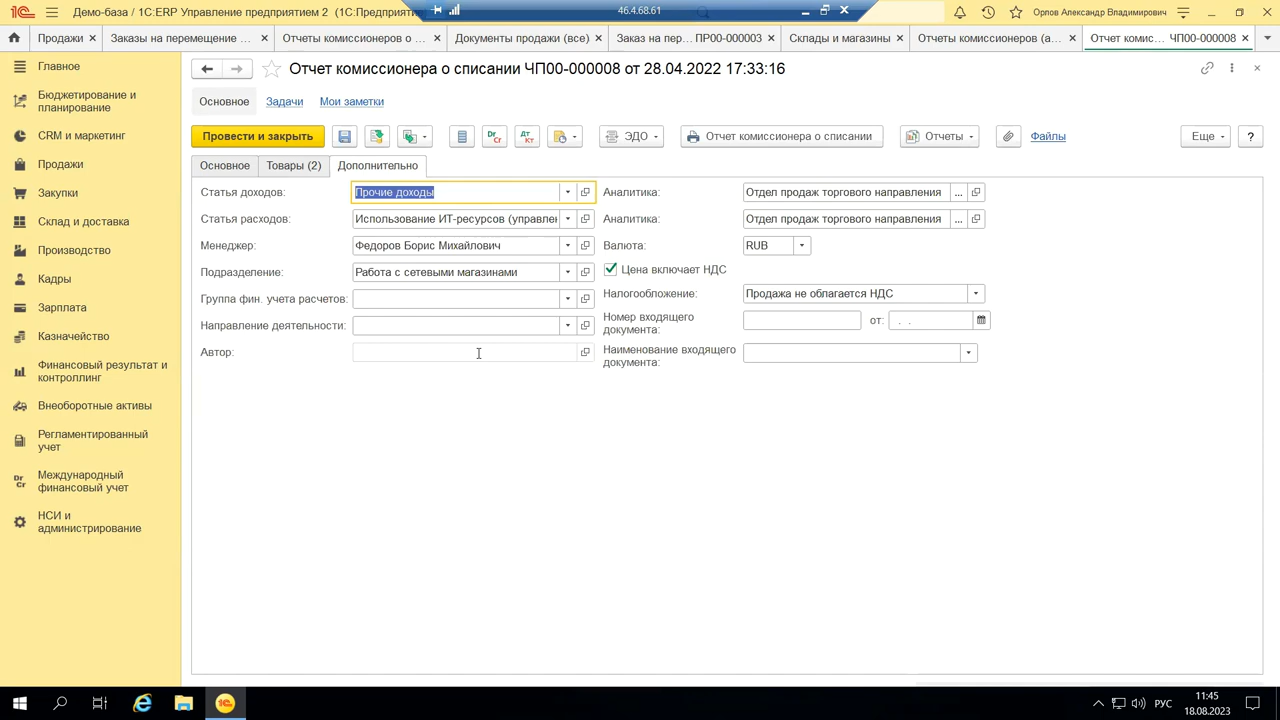 Демо-база / 1C:ERP Управление предприятием 2 (1С:Предприяти
46.4.68.61
Орлов Александр Владимирович
Продажи
Заказы на перемещение ...
Отчеты комиссионеров о ...
Документы продажи (все)
Заказ на пер... ПР00-000003
Склады и магазины
Отчеты комиссионеров (а...
Отчет комис... ЧП00-000008
Главное
Бюджетирование и
планирование
CRM и маркетинг
Продажи
Закупки
Склад и доставка
Производство
Кадры
Зарплата
Казначейство
Финансовый результат и
контроллинг
Внеоборотные активы
Регламентированный
учет
Международный
финансовый учет
НСИ и
администрирование
Отчет комиссионера о списании ЧП00-000008 от 28.04.2022 17:33:16
Основное Задачи Мои заметки
Провести и закрыть
Dr Cr
Дт Кт
ЭДО
Отчет комиссионера о списании
Отчеты
Файлы
Еще
?
Основное Товары (2) Дополнительно
Статья доходов: Прочие доходы Аналитика: Отдел продаж торгового направления ...
Статья расходов: Использование ИТ-ресурсов (управлен Аналитика: Отдел продаж торгового направления ...
Менеджер: Федоров Борис Михайлович Валюта: RUB
Подразделение: Работа с сетевыми магазинами Цена включает НДС
Группа фин. учета расчетов: Налогообложение: Продажа не облагается НДС
Направление деятельности: Номер входящего
документа: от: . .
Автор: Наименование входящего
документа:
РУС
11:45
18.08.2023